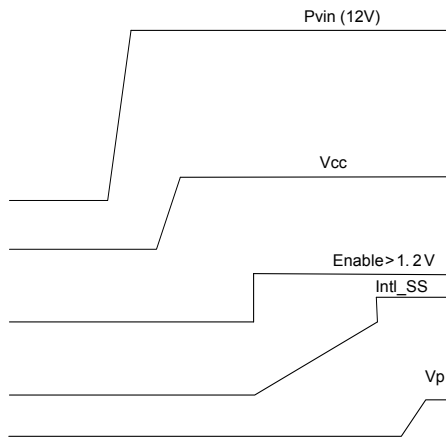 Pvin (12V)
Vcc
Enable>1.2V
Intl_SS
Vp